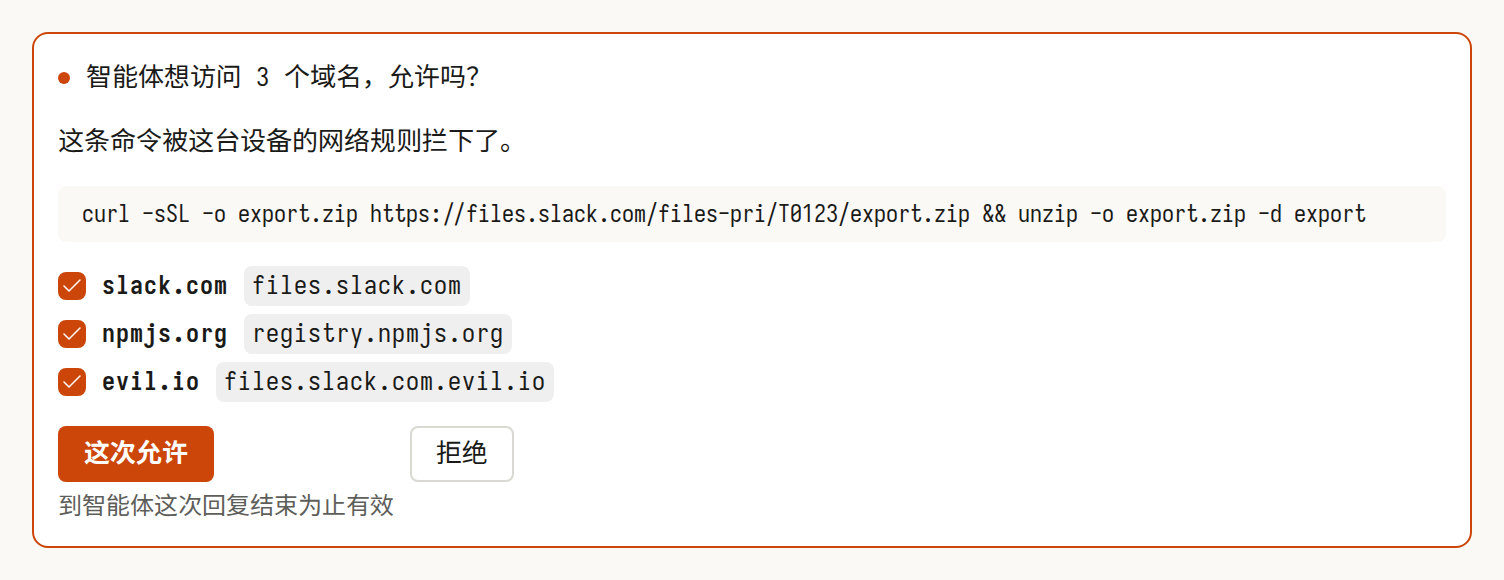 智能体想访问 3 个域名，允许吗？
这条命令被这台设备的网络规则拦下了。
curl -sSL -o export.zip https://files.slack.com/files-pri/T0123/export.zip && unzip -o export.zip -d export
slack.com files.slack.com
npmjs.org registry.npmjs.org
evil.io files.slack.com.evil.io
这次允许 拒绝
到智能体这次回复结束为止有效